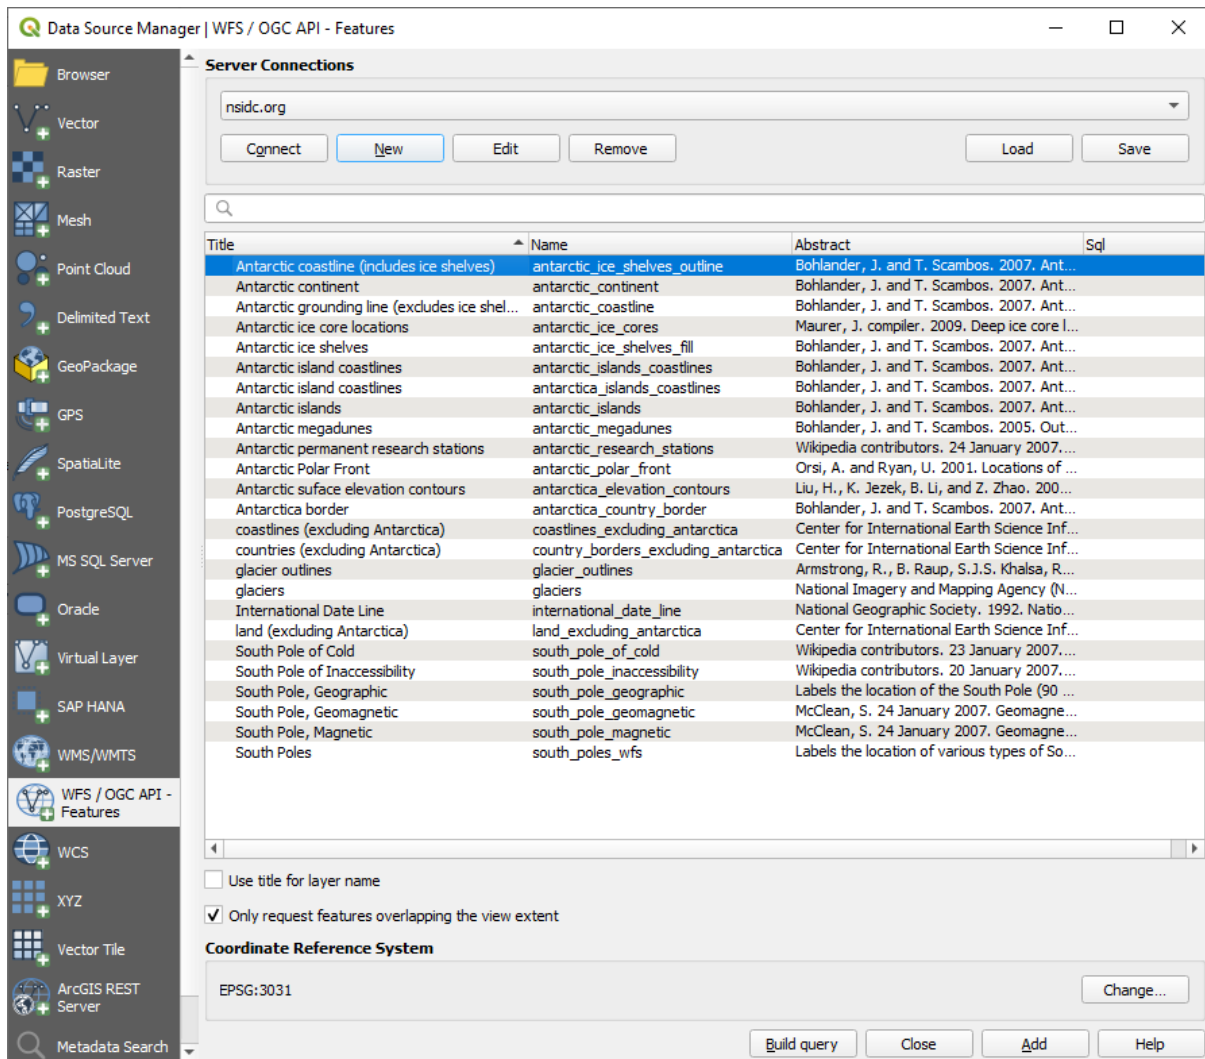 Data Source Manager | WFS / OGC API - Features
Browser
Vector
Raster
Mesh
Point Cloud
Delimited Text
GeoPackage
GPS
SpatiaLite
PostgreSQL
MS SQL Server
Oracle
Virtual Layer
SAP HANA
WMS/WMTS
WFS / OGC API -
Features
WCS
XYZ
Vector Tile
ArcGIS REST
Server
Metadata Search
Server Connections
nsidc.org
Connect New Edit Remove Load Save
Title Name Abstract Sql
Antarctic coastline (includes ice shelves) antarctic_ice_shelves_outline Bohlander, J. and T. Scambos. 2007. Ant...
Antarctic continent antarctic_continent Bohlander, J. and T. Scambos. 2007. Ant...
Antarctic grounding line (excludes ice shel... antarctic_coastline Bohlander, J. and T. Scambos. 2007. Ant...
Antarctic ice core locations antarctic_ice_cores Maurer, J. compiler. 2009. Deep ice core l...
Antarctic ice shelves antarctic_ice_shelves_fill Bohlander, J. and T. Scambos. 2007. Ant...
Antarctic island coastlines antarctic_islands_coastlines Bohlander, J. and T. Scambos. 2007. Ant...
Antarctic island coastlines antarctica_islands_coastlines Bohlander, J. and T. Scambos. 2007. Ant...
Antarctic islands antarctic_islands Bohlander, J. and T. Scambos. 2007. Ant...
Antarctic megadunes antarctic_megadunes Bohlander, J. and T. Scambos. 2005. Out...
Antarctic permanent research stations antarctic_research_stations Wikipedia contributors. 24 January 2007....
Antarctic Polar Front antarctic_polar_front Orsi, A. and Ryan, U. 2001. Locations of ...
Antarctic suface elevation contours antarctica_elevation_contours Liu, H., K. Jezek, B. Li, and Z. Zhao. 200...
Antarctica border antarctica_country_border Bohlander, J. and T. Scambos. 2007. Ant...
coastlines (excluding Antarctica) coastlines_excluding_antarctica Center for International Earth Science Inf...
countries (excluding Antarctica) country_borders_excluding_antarctica Center for International Earth Science Inf...
glacier outlines glacier_outlines Armstrong, R., B. Raup, S.J.S. Khalsa, R...
glaciers glaciers National Imagery and Mapping Agency (N...
International Date Line international_date_line National Geographic Society. 1992. Natio...
land (excluding Antarctica) land_excluding_antarctica Center for International Earth Science Inf...
South Pole of Cold south_pole_of_cold Wikipedia contributors. 23 January 2007....
South Pole of Inaccessibility south_pole_inaccessibility Wikipedia contributors. 20 January 2007....
South Pole, Geographic south_pole_geographic Labels the location of the South Pole (90 ...
South Pole, Geomagnetic south_pole_geomagnetic McClean, S. 24 January 2007. Geomagne...
South Pole, Magnetic south_pole_magnetic McClean, S. 24 January 2007. Geomagne...
South Poles south_poles_wfs Labels the location of various types of So...
Use title for layer name
Only request features overlapping the view extent
Coordinate Reference System
EPSG:3031 Change...
Build query Close Add Help